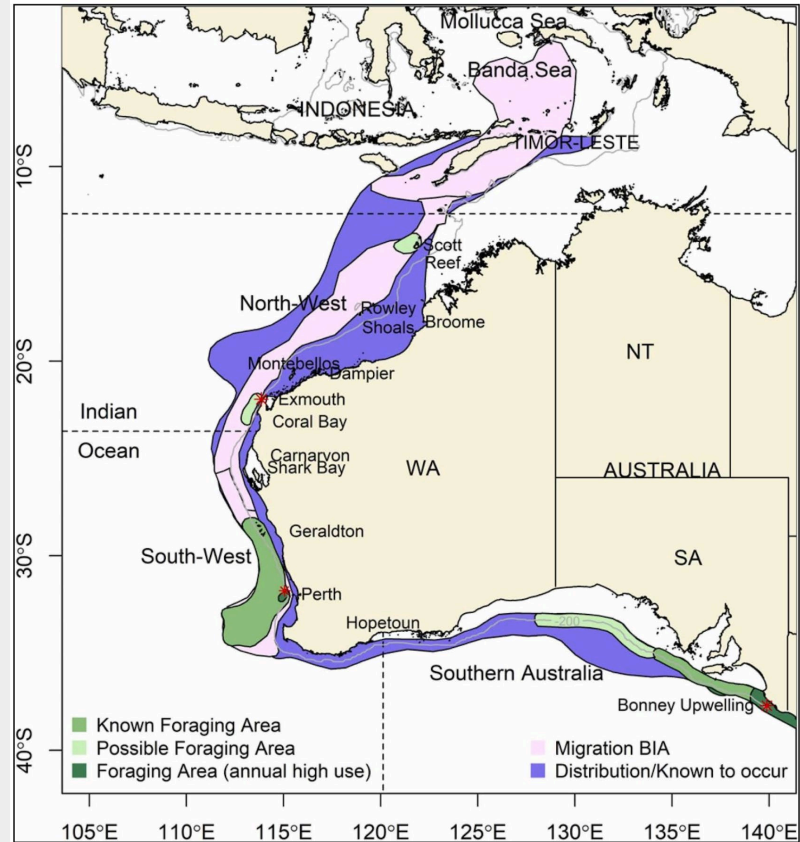 Mollucca Sea
Banda Sea
INDONESIA
-200
TIMOR-LESTE
10°S
Scott
Reef
North-West
Rowley
Shoals
Broome
NT
20°S
Montebellos
Dampier
Exmouth
Indian
Coral Bay
Ocean
Carnarvon
Shark Bay
WA
AUSTRALIA
Geraldton
30°S
South-West
SA
Perth
Hopetoun
-200
Southern Australia
Bonney Upwelling
Known Foraging Area
Possible Foraging Area
Foraging Area (annual high use)
Migration BIA
Distribution/Known to occur
40°S
105°E
110°E
115°E
120°E
125°E
130°E
135°E
140°E